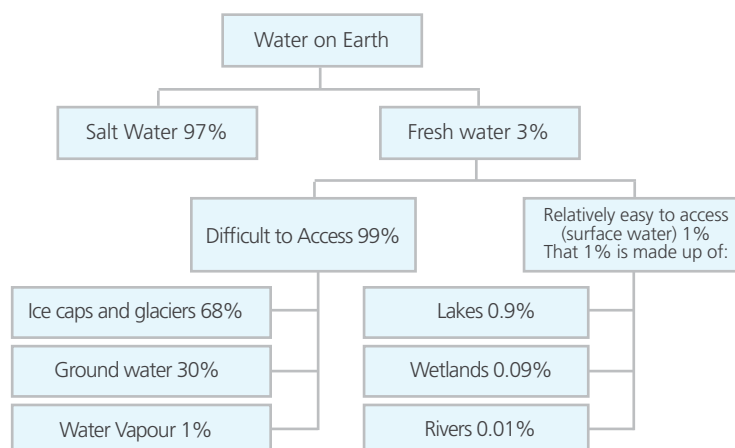 Water on Earth
Salt Water 97%
Fresh water 3%
Difficult to Access 99%
Relatively easy to access
(surface water) 1%
That 1% is made up of:
Ice caps and glaciers 68%
Ground water 30%
Water Vapour 1%
Lakes 0.9%
Wetlands 0.09%
Rivers 0.01%